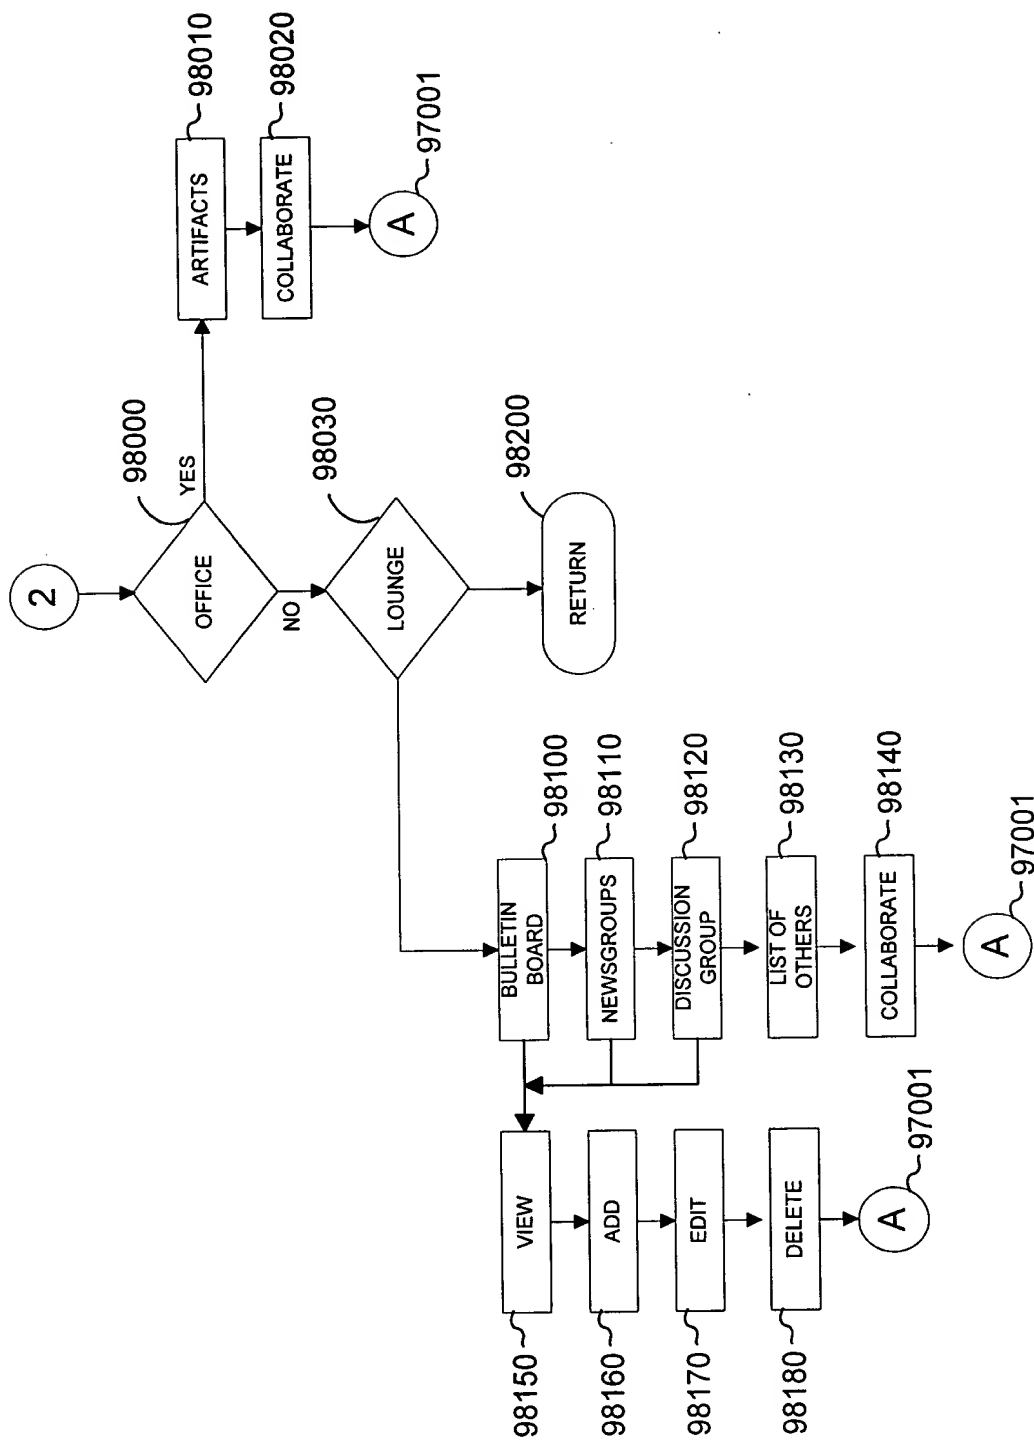 2
98000
OFFICE
YES
NO
98010
ARTIFACTS
98020
COLLABORATE
A
97001
98030
LOUNGE
98200
RETURN
BULLETIN
BOARD
98100
NEWSGROUPS
98110
DISCUSSION
GROUP
98120
LIST OF
OTHERS
98130
COLLABORATE
98140
A
97001
98150
VIEW
98160
ADD
98170
EDIT
98180
DELETE
A
97001